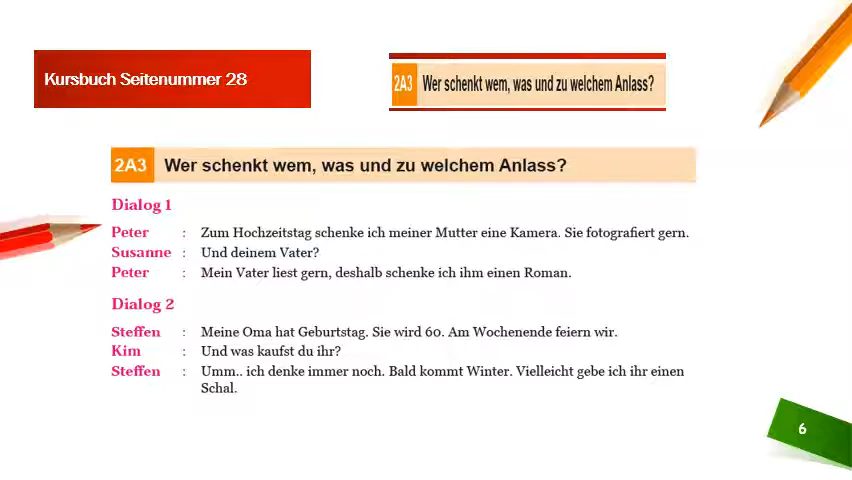 Kursbuch Seitenummer 28
2A3 Wer schenkt wem, was und zu welchem Anlass?
2A3 Wer schenkt wem, was und zu welchem Anlass?
Dialog 1
Peter : Zum Hochzeitstag schenke ich meiner Mutter eine Kamera. Sie fotografiert gern.
Susanne : Und deinem Vater?
Peter : Mein Vater liest gern, deshalb schenke ich ihm einen Roman.
Dialog 2
Steffen : Meine Oma hat Geburtstag. Sie wird 60. Am Wochenende feiern wir.
Kim : Und was kaufst du ihr?
Steffen : Umm.. ich denke immer noch. Bald kommt Winter. Vielleicht gebe ich ihr einen
Schal.
6